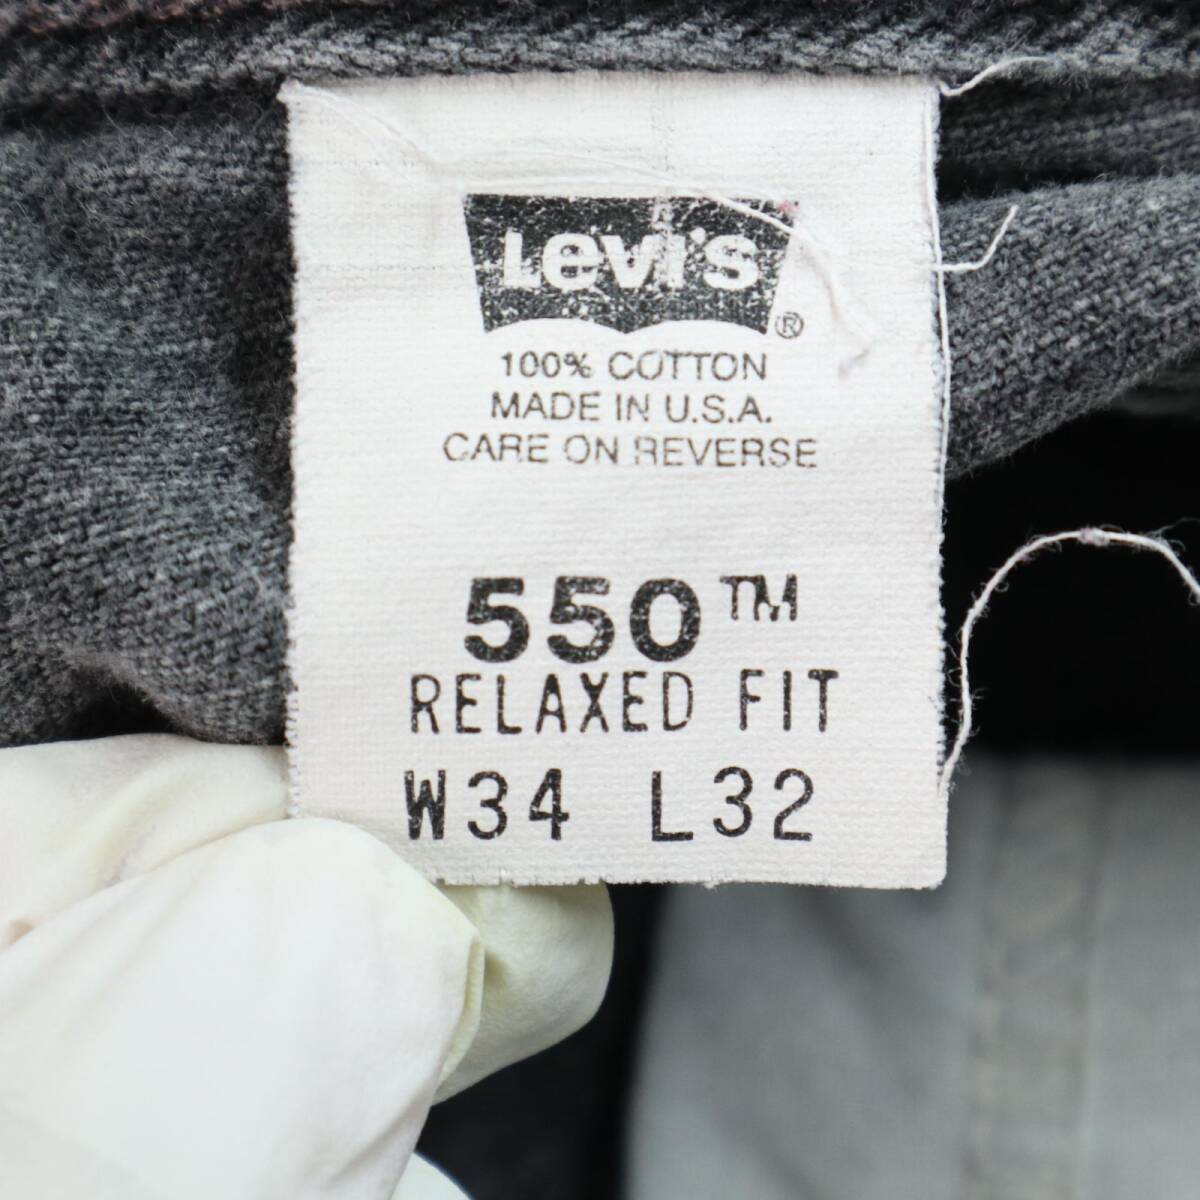 Levi's ®
100% COTTON
MADE IN U.S.A.
CARE ON REVERSE
550™
RELAXED FIT
W34 L32